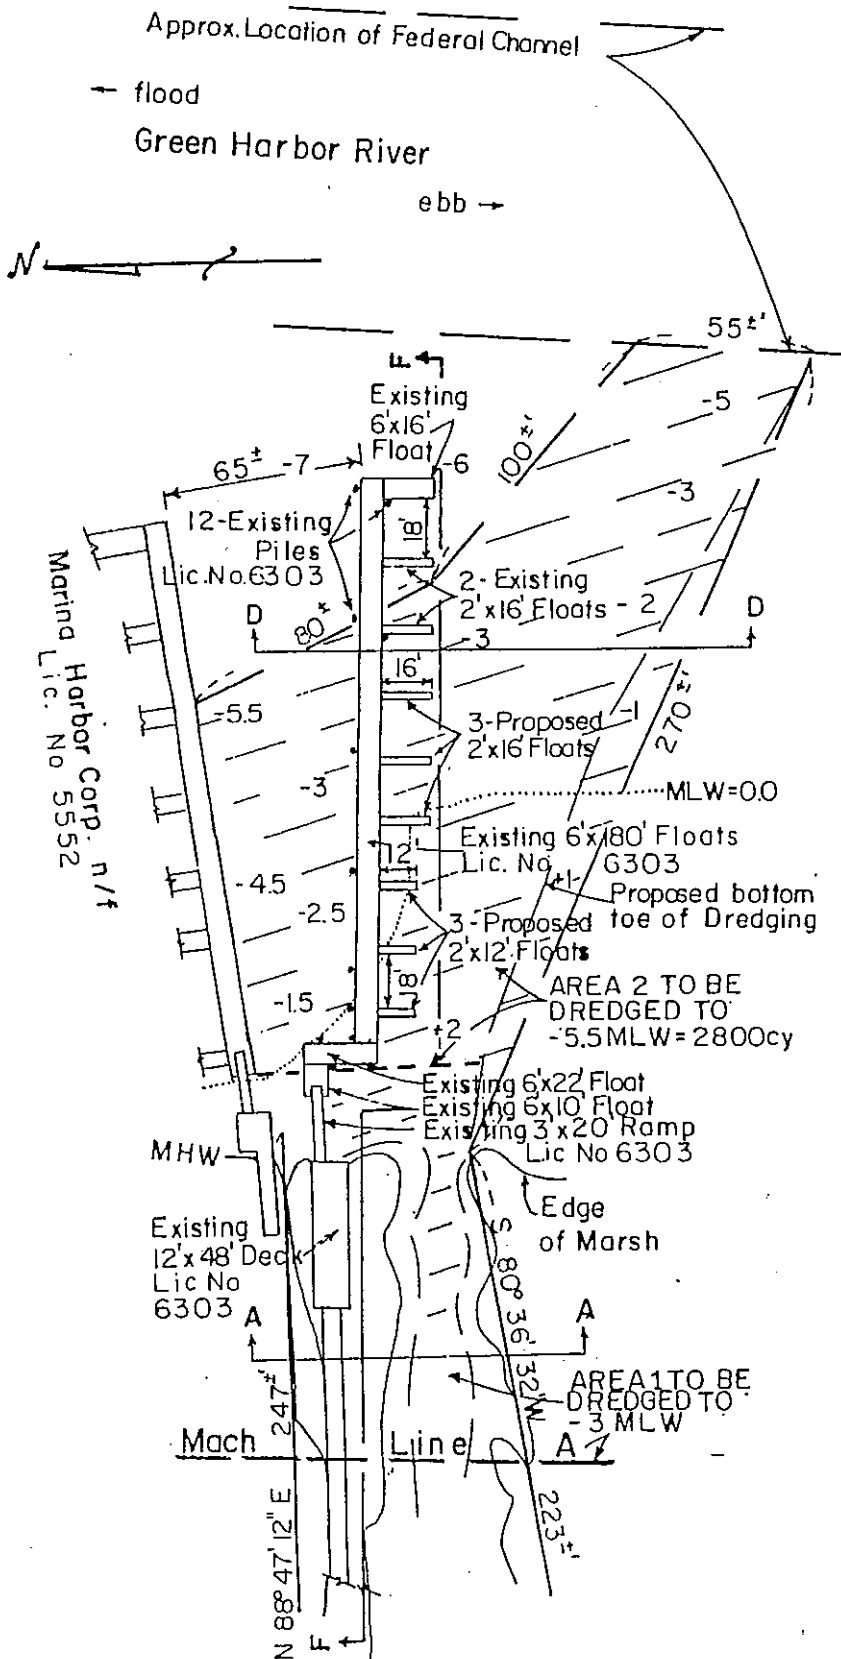 Approx. Location of Federal Channel
← flood
Green Harbor River
ebb →
N
55±'
F
Existing
6'x16'
Float
-5
100±'
65± -7
-6
-3
12-Existing
Piles
Lic. No. 6303
18'
2-Existing
2'x16' Floats
-2
Marina Harbor Corp. n/f
Lic. No 5552
D
80±
-3
D
16'
-5.5
3-Proposed
2'x16' Floats
-1
270±'
-3
MLW=0.0
Existing 6'x180' Floats
Lic. No. 6303
12'
-4.5
+1
Proposed bottom
toe of Dredging
-2.5
3-Proposed
2'x12' Floats
18'
AREA 2 TO BE
DREDGED TO
-5.5 MLW = 2800cy
-1.5
+2
Existing 6'x22' Float
Existing 6'x10' Float
Existing 3'x20' Ramp
Lic No 6303
MHW
Edge
of Marsh
Existing
12'x48' Deck
Lic No
6303
S 80° 36' 32" W
A
A
AREA 1 TO BE
DREDGED TO
-3 MLW
247±'
Mach Line A
223±'
N 88° 47' 12" E
F